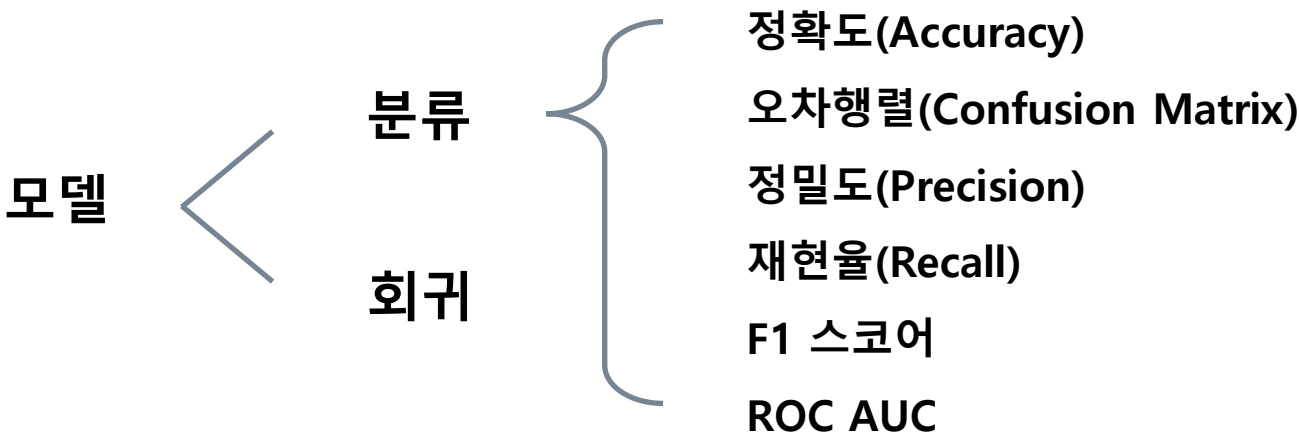 모델
분류
회귀
정확도(Accuracy)
오차행렬(Confusion Matrix)
정밀도(Precision)
재현율(Recall)
F1 스코어
ROC AUC